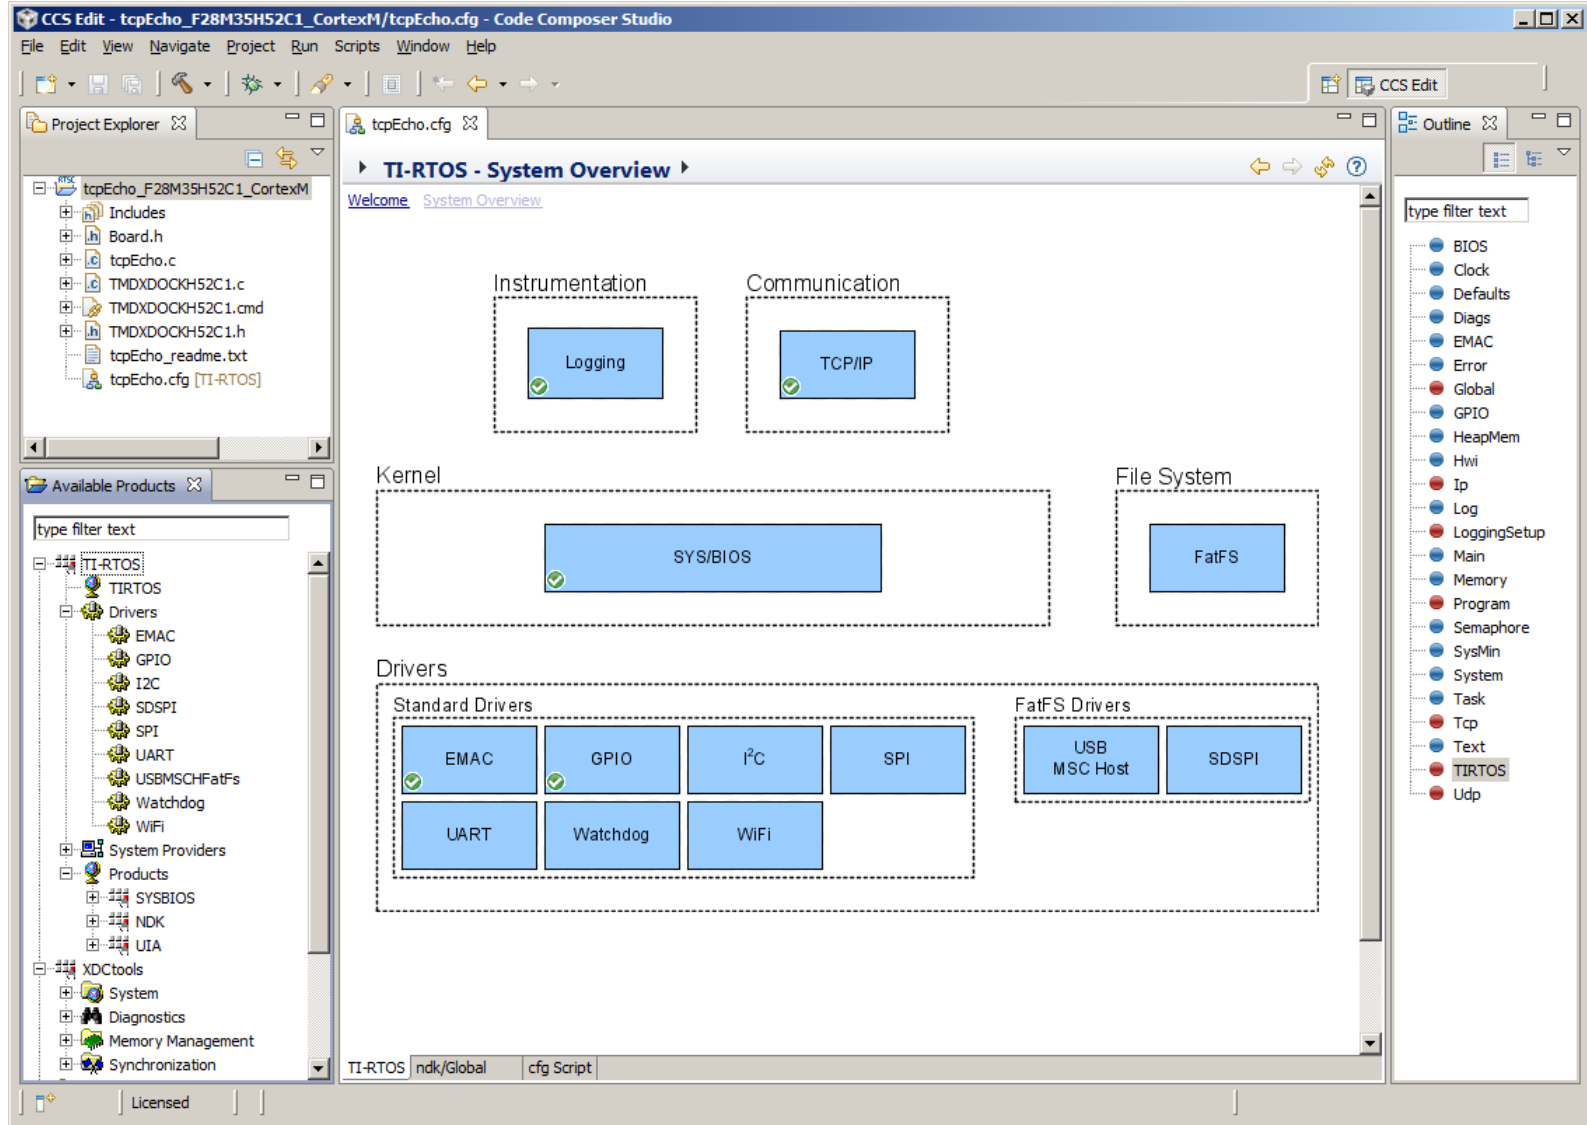 CCS Edit - tcpEcho_F28M35H52C1_CortexM/tcpEcho.cfg - Code Composer Studio
File Edit View Navigate Project Run Scripts Window Help
CCS Edit
Project Explorer
tcpEcho_F28M35H52C1_CortexM
Includes
Board.h
tcpEcho.c
TMDXDOCKH52C1.c
TMDXDOCKH52C1.cmd
TMDXDOCKH52C1.h
tcpEcho_readme.txt
tcpEcho.cfg [TI-RTOS]
Available Products
type filter text
TI-RTOS
TIRTOS
Drivers
EMAC
GPIO
I2C
SDSPI
SPI
UART
USBMSCHFatFs
Watchdog
WiFi
System Providers
Products
SYSBIOS
NDK
UIA
XDCtools
System
Diagnostics
Memory Management
Synchronization
tcpEcho.cfg
TI-RTOS - System Overview
Welcome System Overview
Instrumentation
Logging
Communication
TCP/IP
Kernel
SYS/BIOS
File System
FatFS
Drivers
Standard Drivers
EMAC
GPIO
I²C
SPI
UART
Watchdog
WiFi
FatFS Drivers
USB
MSC Host
SDSPI
TI-RTOS ndk/Global cfg Script
Outline
type filter text
BIOS
Clock
Defaults
Diags
EMAC
Error
Global
GPIO
HeapMem
Hwi
Ip
Log
LoggingSetup
Main
Memory
Program
Semaphore
SysMin
System
Task
Tcp
Text
TIRTOS
Udp
Licensed